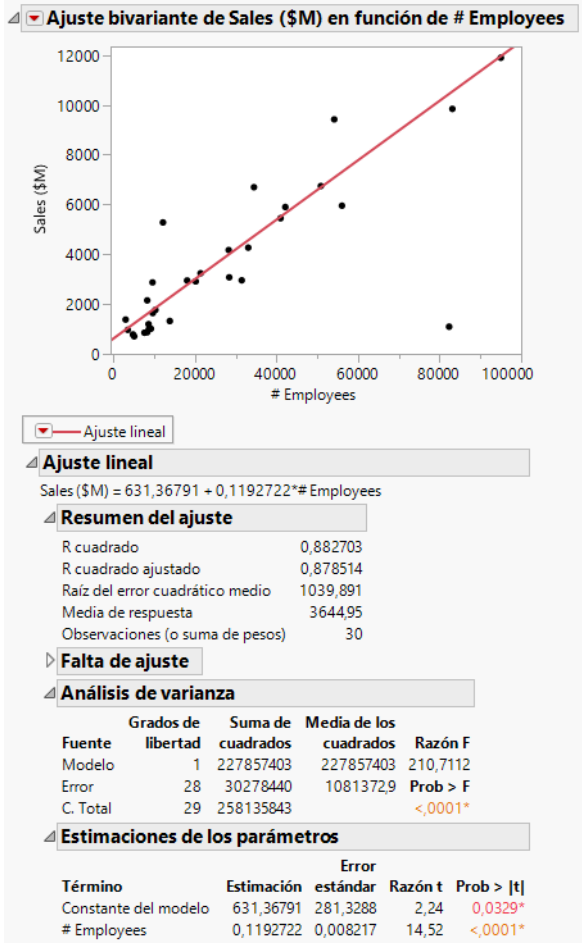 Ajuste bivariante de Sales ($M) en función de # Employees
12000
10000
8000
6000
4000
2000
0
Sales ($M)
0 20000 40000 60000 80000 100000
# Employees
Ajuste lineal
Ajuste lineal
Sales ($M) = 631,36791 + 0,1192722*# Employees
Resumen del ajuste
R cuadrado 0,882703
R cuadrado ajustado 0,878514
Raíz del error cuadrático medio 1039,891
Media de respuesta 3644,95
Observaciones (o suma de pesos) 30
Falta de ajuste
Análisis de varianza
Grados de Suma de Media de los
Fuente libertad cuadrados cuadrados Razón F
Modelo 1 227857403 227857403 210,7112
Error 28 30278440 1081372,9 Prob > F
C. Total 29 258135843 <,0001*
Estimaciones de los parámetros
Error
Término Estimación estándar Razón t Prob > |t|
Constante del modelo 631,36791 281,3288 2,24 0,0329*
# Employees 0,1192722 0,008217 14,52 <,0001*